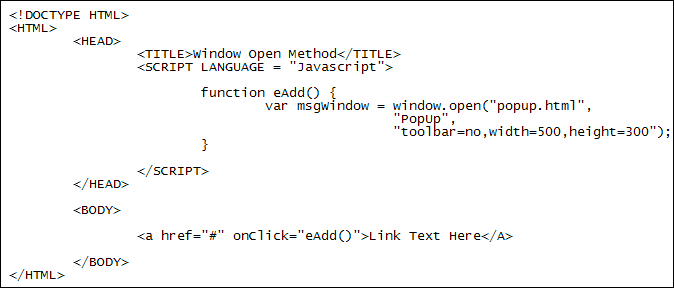 <!DOCTYPE HTML>
<HTML>
<HEAD>
<TITLE>Window Open Method</TITLE>
<SCRIPT LANGUAGE = "Javascript">
function eAdd() {
var msgWindow = window.open("popup.html",
"PopUp",
"toolbar=no,width=500,height=300");
}
</SCRIPT>
</HEAD>
<BODY>
<a href="#" onClick="eAdd()">Link Text Here</A>
</BODY>
</HTML>